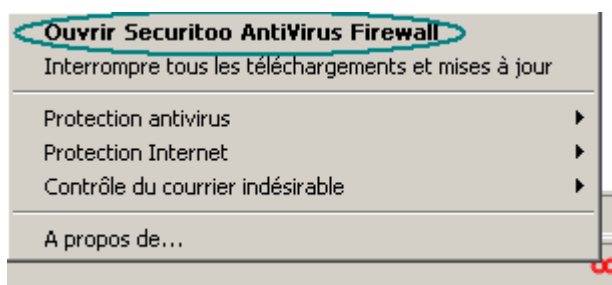 Ouvrir Securitoo AntiVirus Firewall
Interrompre tous les téléchargements et mises à jour
Protection antivirus
Protection Internet
Contrôle du courrier indésirable
A propos de...